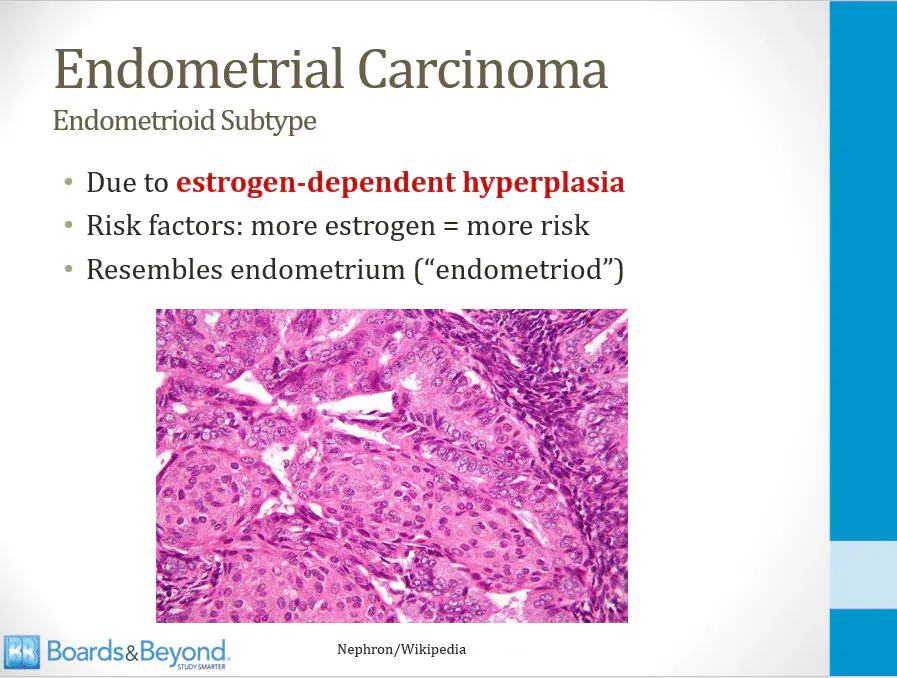 Endometrial Carcinoma
Endometrioid Subtype
• Due to estrogen-dependent hyperplasia
• Risk factors: more estrogen = more risk
• Resembles endometrium (“endometriod”)
BB Boards&Beyond.
STUDY SMARTER
Nephron/Wikipedia